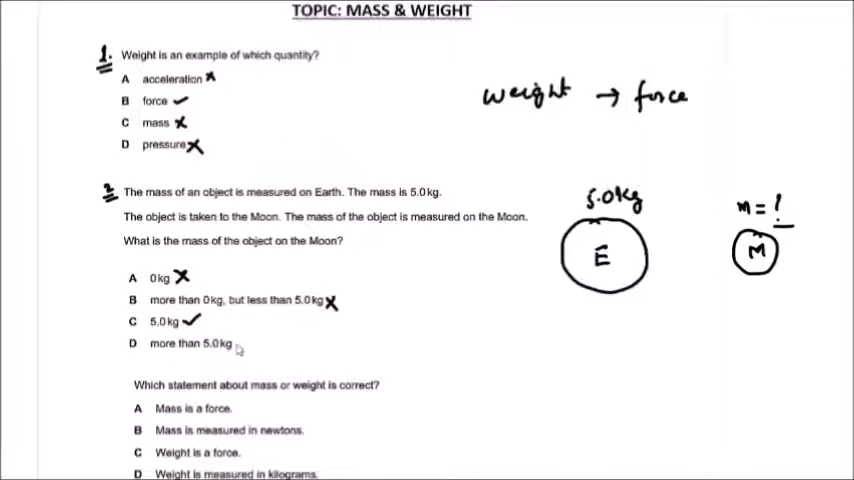 TOPIC: MASS & WEIGHT
1. Weight is an example of which quantity?
A acceleration
B force
C mass
D pressure
weight → force
2 The mass of an object is measured on Earth. The mass is 5.0 kg.
The object is taken to the Moon. The mass of the object is measured on the Moon.
What is the mass of the object on the Moon?
5.0kg
m = ?
E
M
A 0 kg
B more than 0 kg, but less than 5.0 kg
C 5.0 kg
D more than 5.0 kg
Which statement about mass or weight is correct?
A Mass is a force.
B Mass is measured in newtons.
C Weight is a force.
D Weight is measured in kilograms.